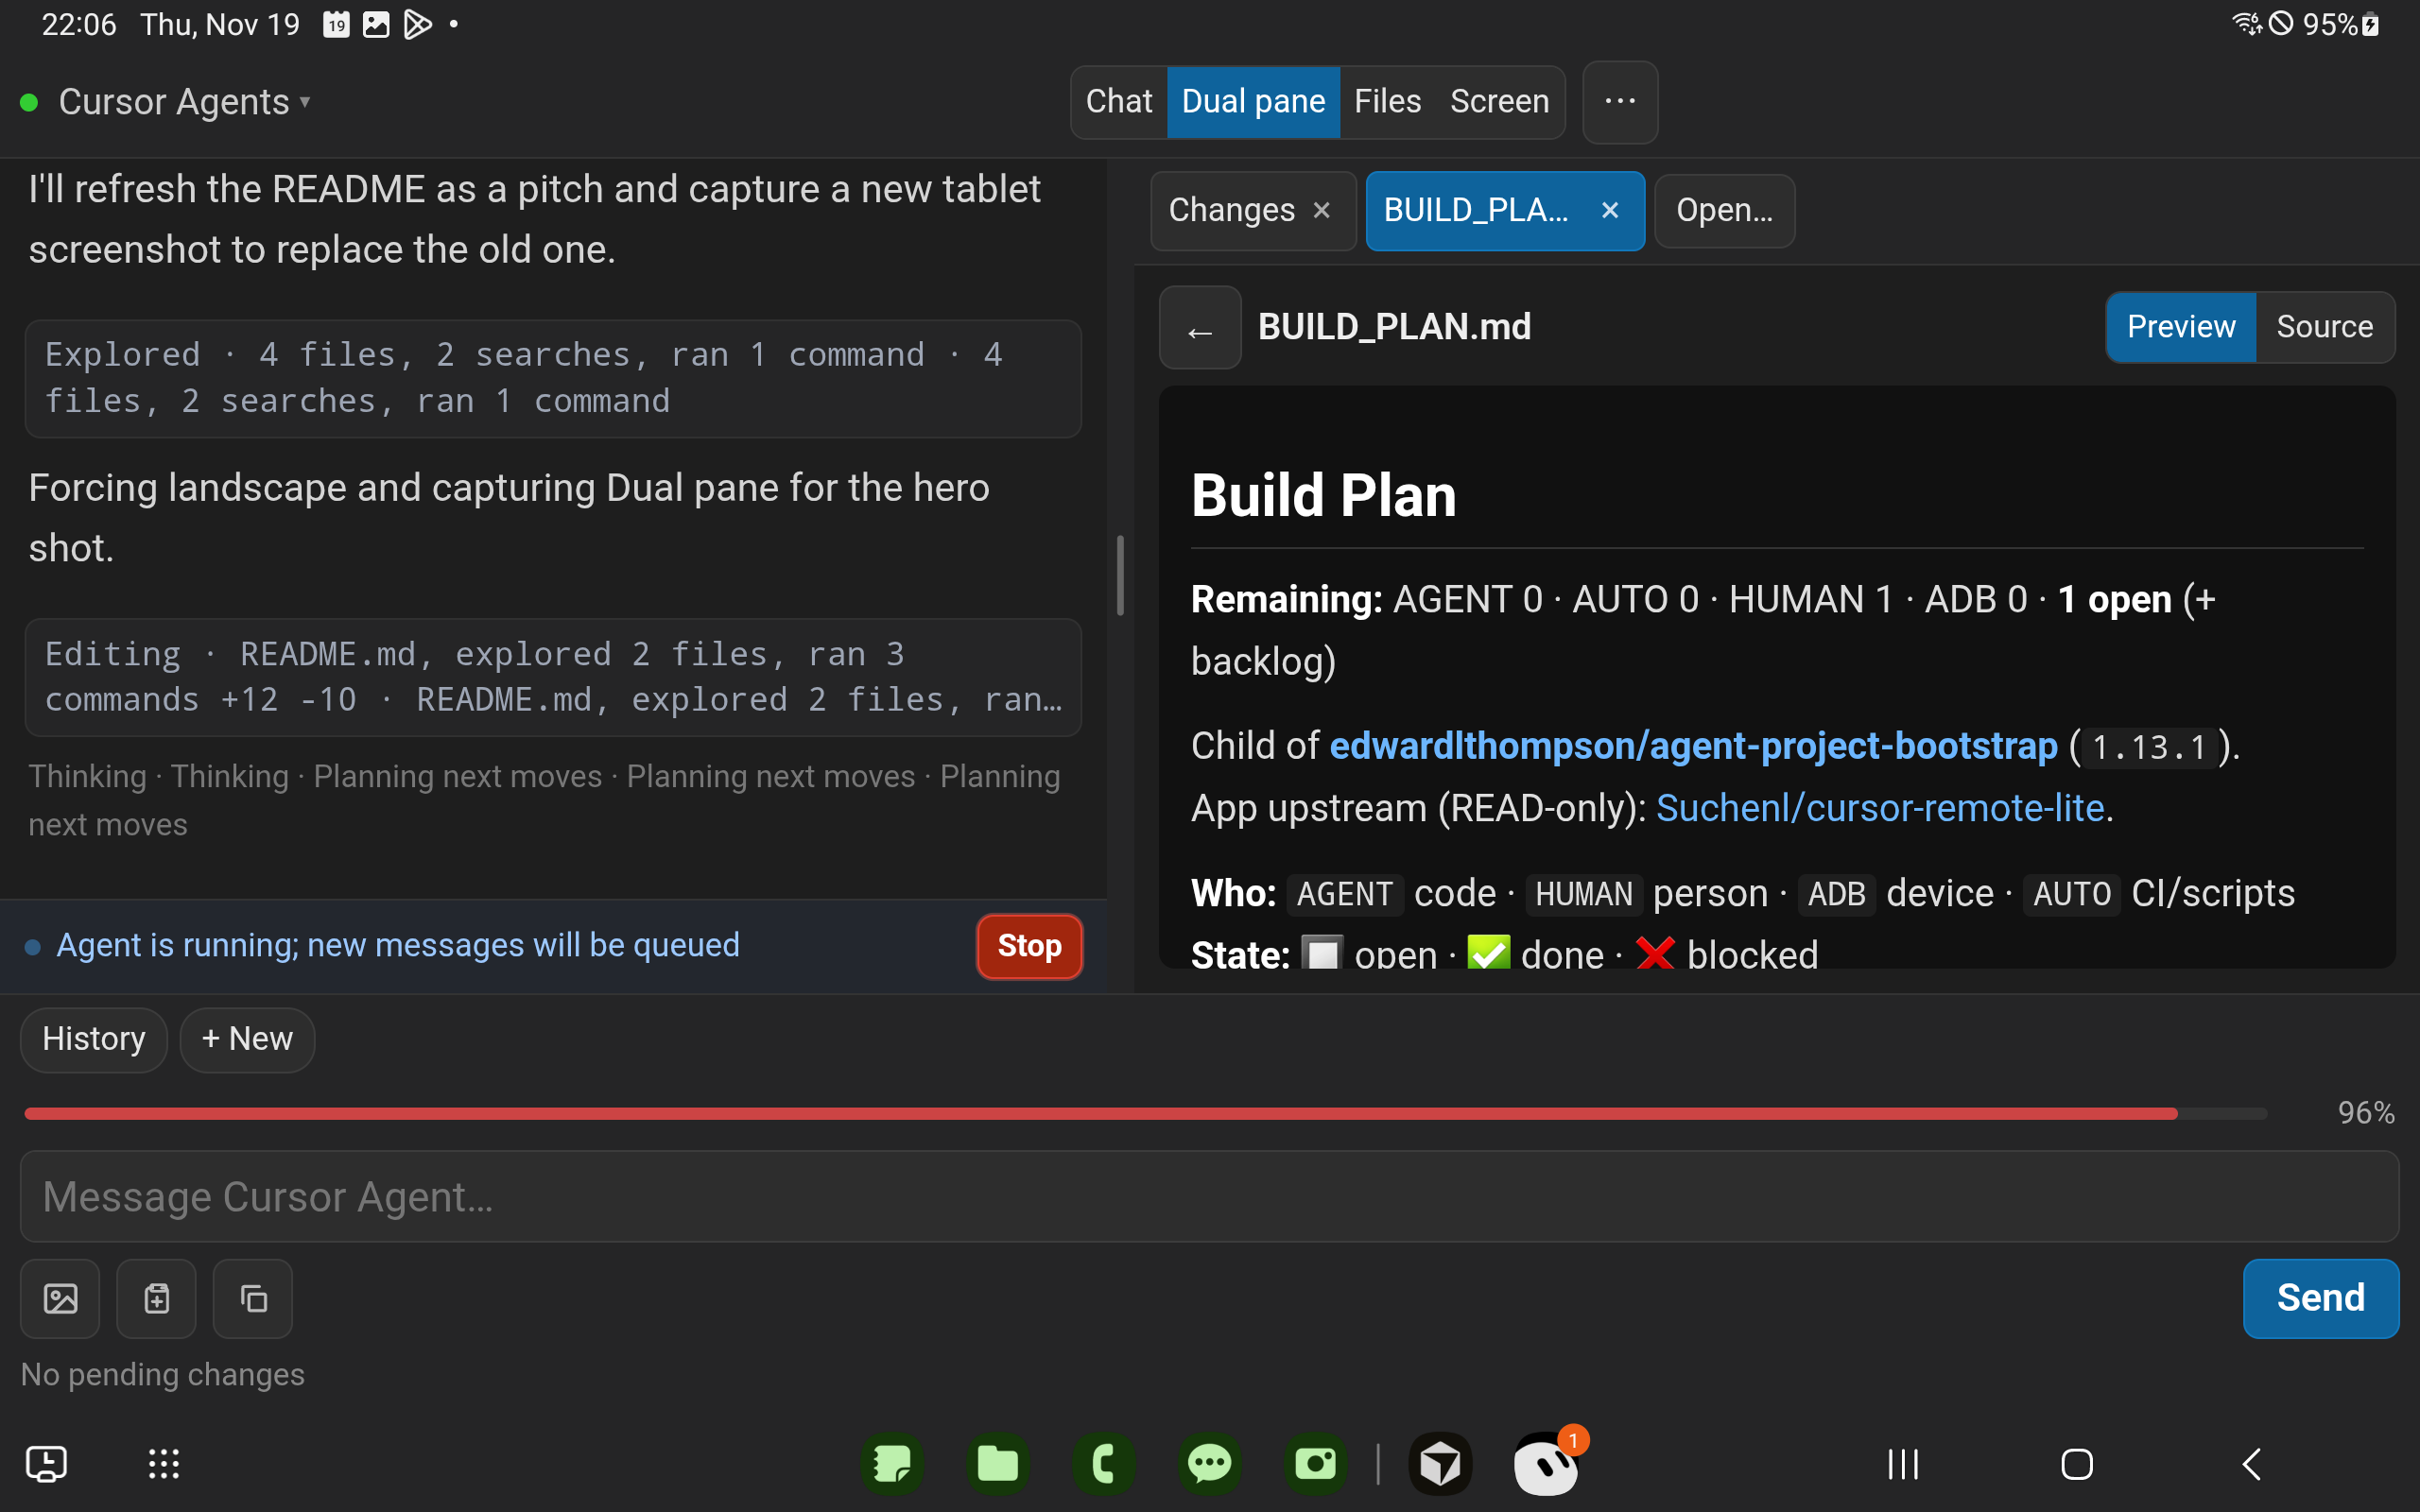 22:06 Thu, Nov 19 19
95%
Cursor Agents
Chat Dual pane Files Screen ...
I'll refresh the README as a pitch and capture a new tablet
screenshot to replace the old one.
Explored · 4 files, 2 searches, ran 1 command · 4
files, 2 searches, ran 1 command
Forcing landscape and capturing Dual pane for the hero
shot.
Editing · README.md, explored 2 files, ran 3
commands +12 -10 · README.md, explored 2 files, ran…
Thinking · Thinking · Planning next moves · Planning next moves · Planning
next moves
Agent is running; new messages will be queued
Stop
Changes × BUILD_PLA... × Open...
← BUILD_PLAN.md
Preview Source
Build Plan
Remaining: AGENT 0 · AUTO 0 · HUMAN 1 · ADB 0 · 1 open (+
backlog)
Child of edwardlthompson/agent-project-bootstrap (1.13.1).
App upstream (READ-only): Suchenl/cursor-remote-lite.
Who: AGENT code · HUMAN person · ADB device · AUTO CI/scripts
State: ⬜ open · ✅ done · ❌ blocked
History + New
96%
Message Cursor Agent...
Send
No pending changes
1